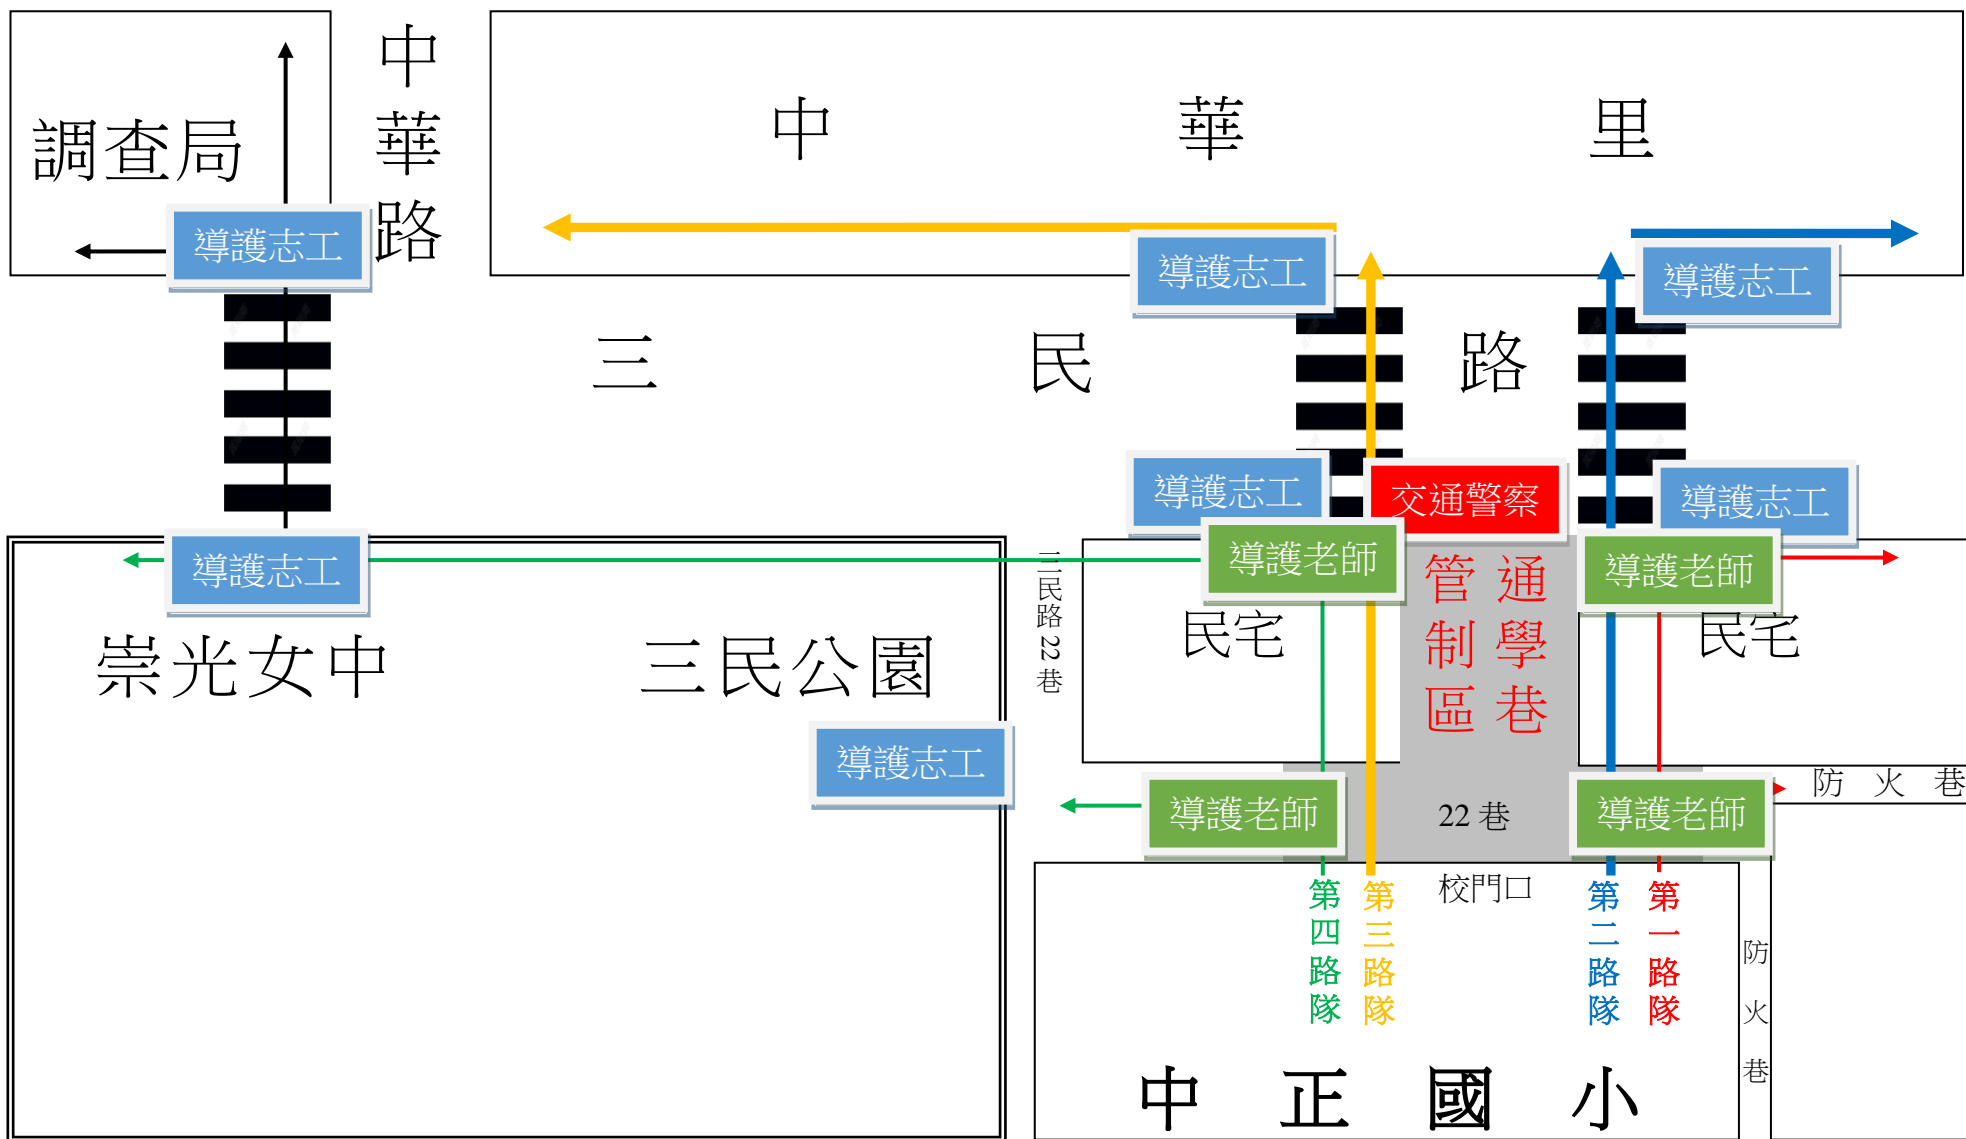 中華路
中華里
調查局
導護志工
導護志工
導護志工
三民路
導護志工
交通警察
導護志工
導護志工
導護老師
導護老師
三民路22巷
民宅
通學巷
管制區
民宅
崇光女中
三民公園
導護志工
防火巷
導護老師
22巷
導護老師
校門口
第四路隊
第三路隊
第二路隊
第一路隊
防火巷
中正國小